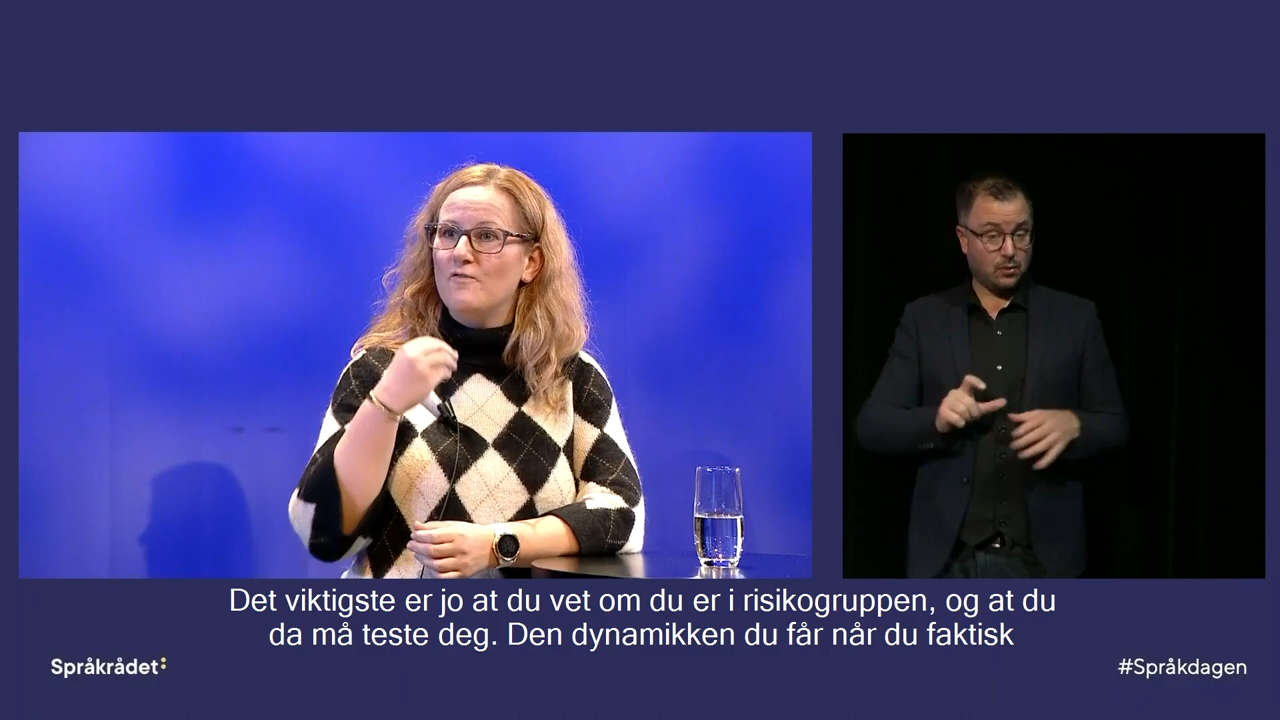 Det viktigste er jo at du vet om du er i risikogruppen, og at du
da må teste deg. Den dynamikken du får når du faktisk
Språkrådet:
#Språkdagen